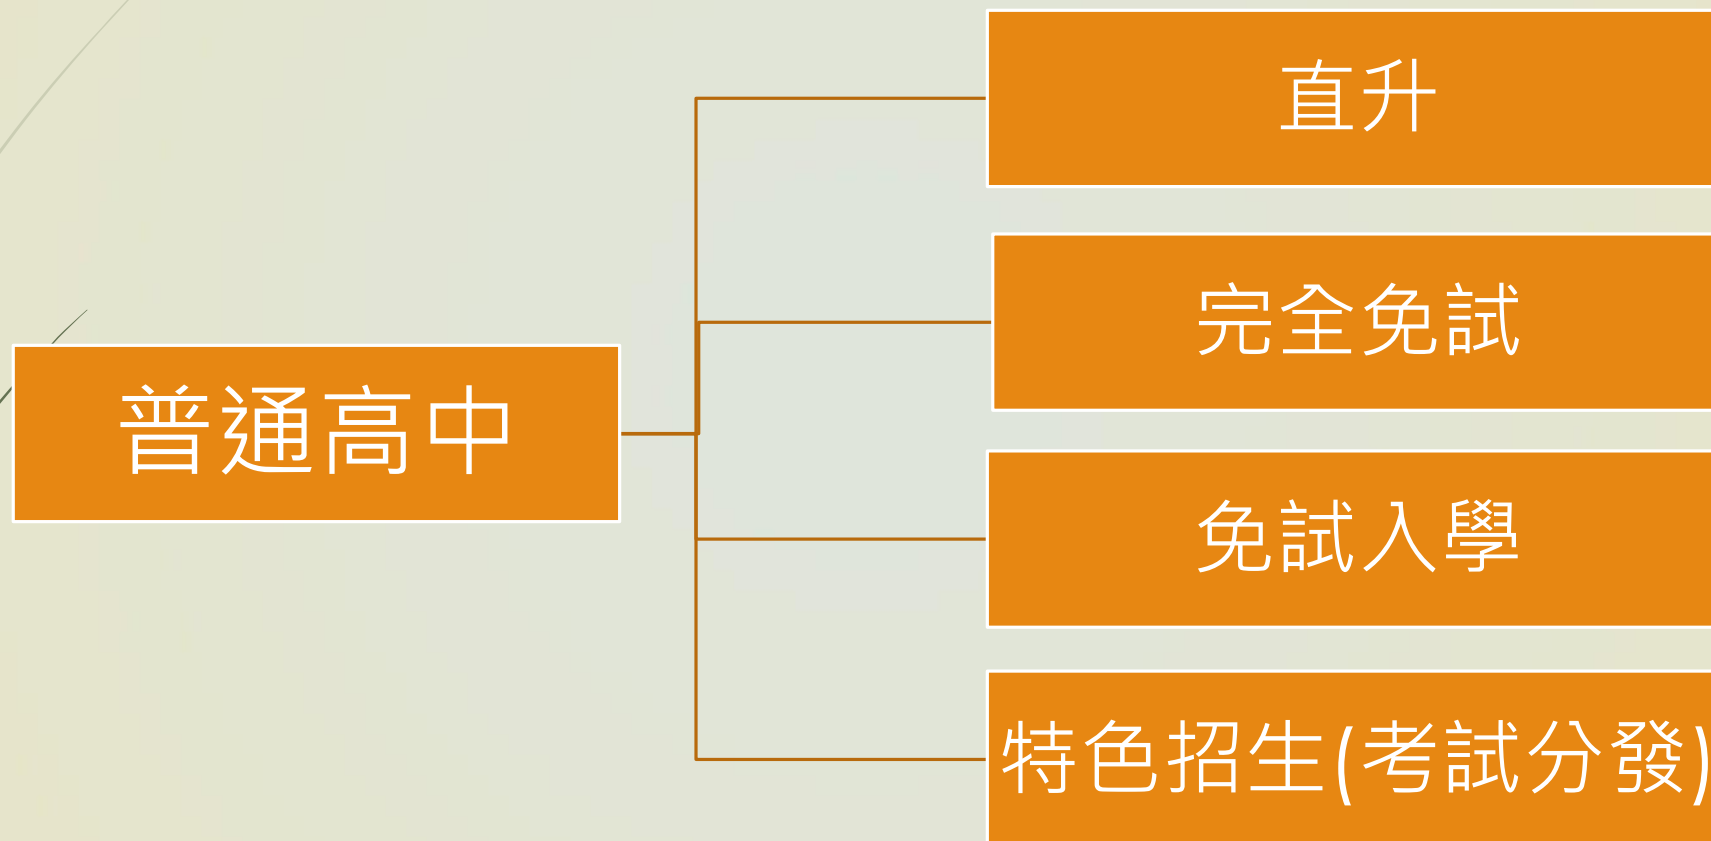 直升
完全免試
普通高中
免試入學
特色招生(考試分發)